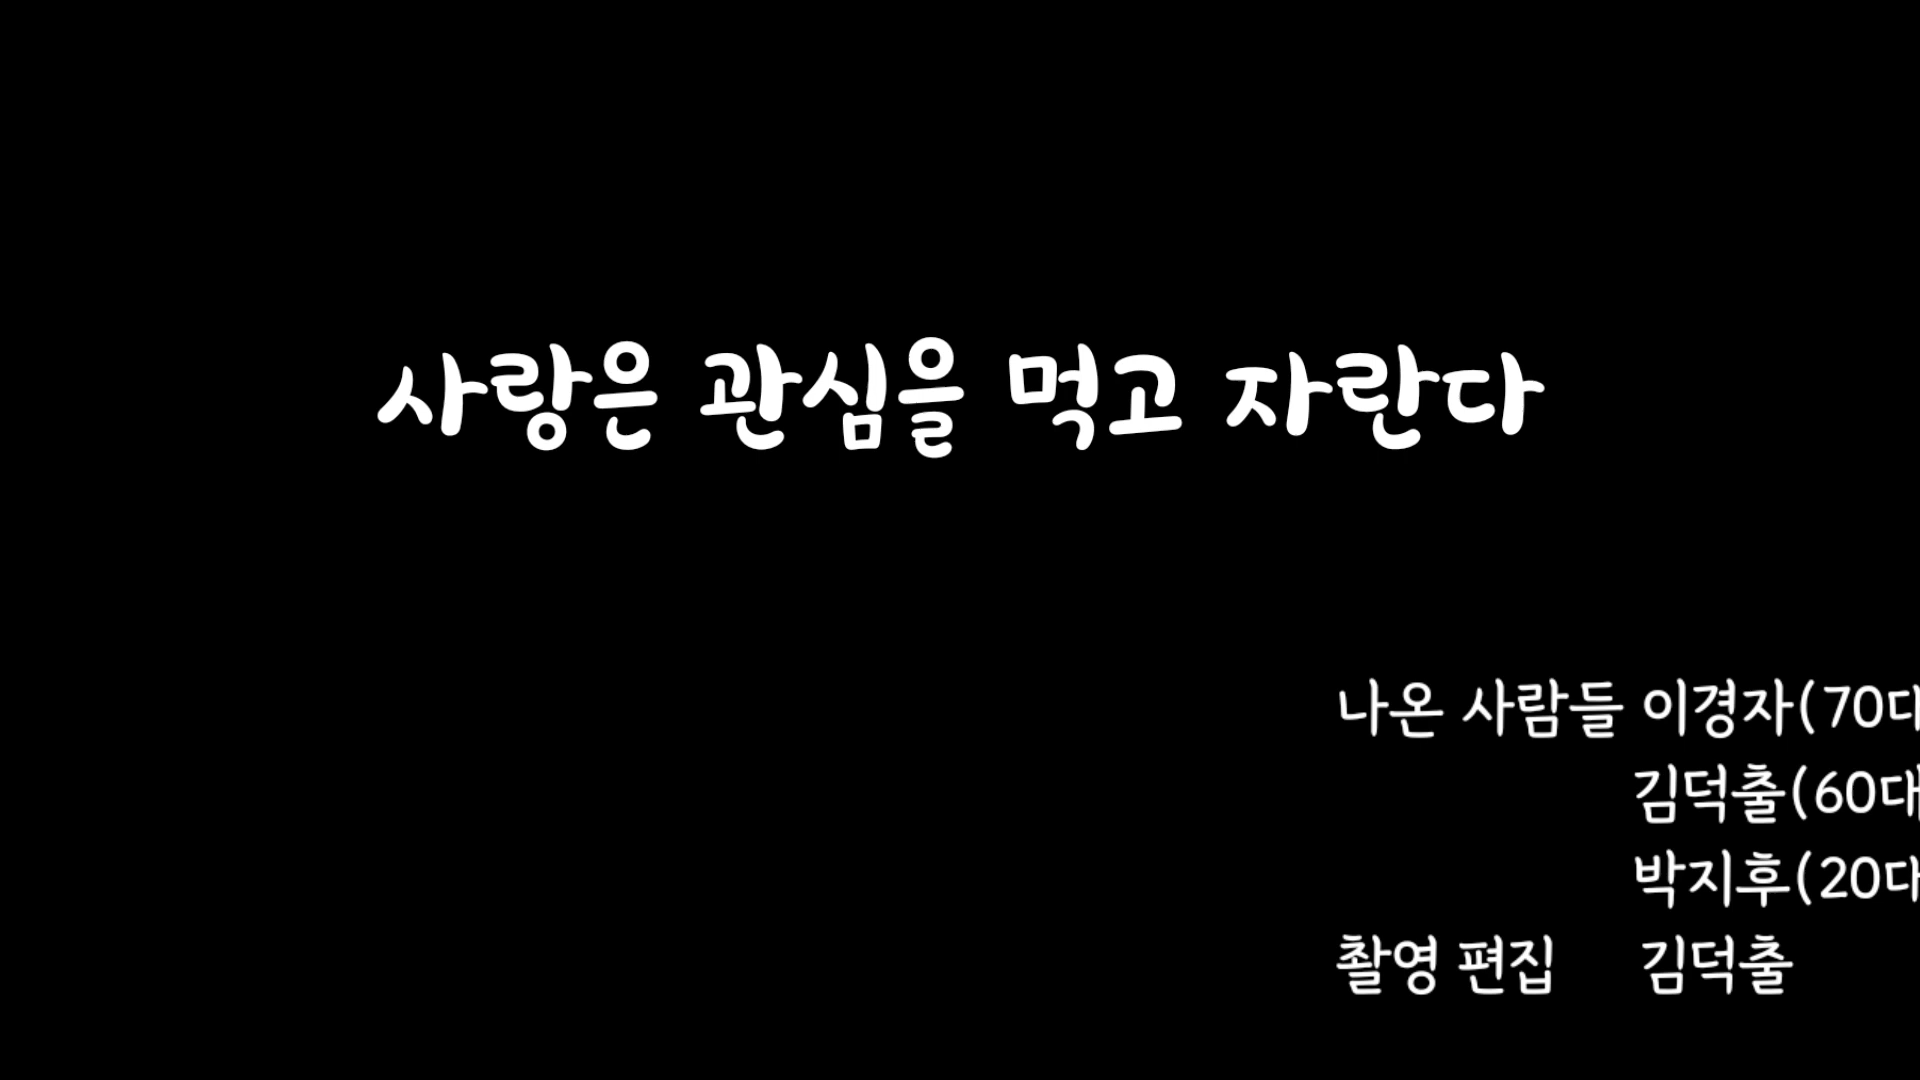 사랑은 관심을 먹고 자란다
나온 사람들 이경자(70대
김덕출(60대
박지후(20대
촬영 편집 김덕출